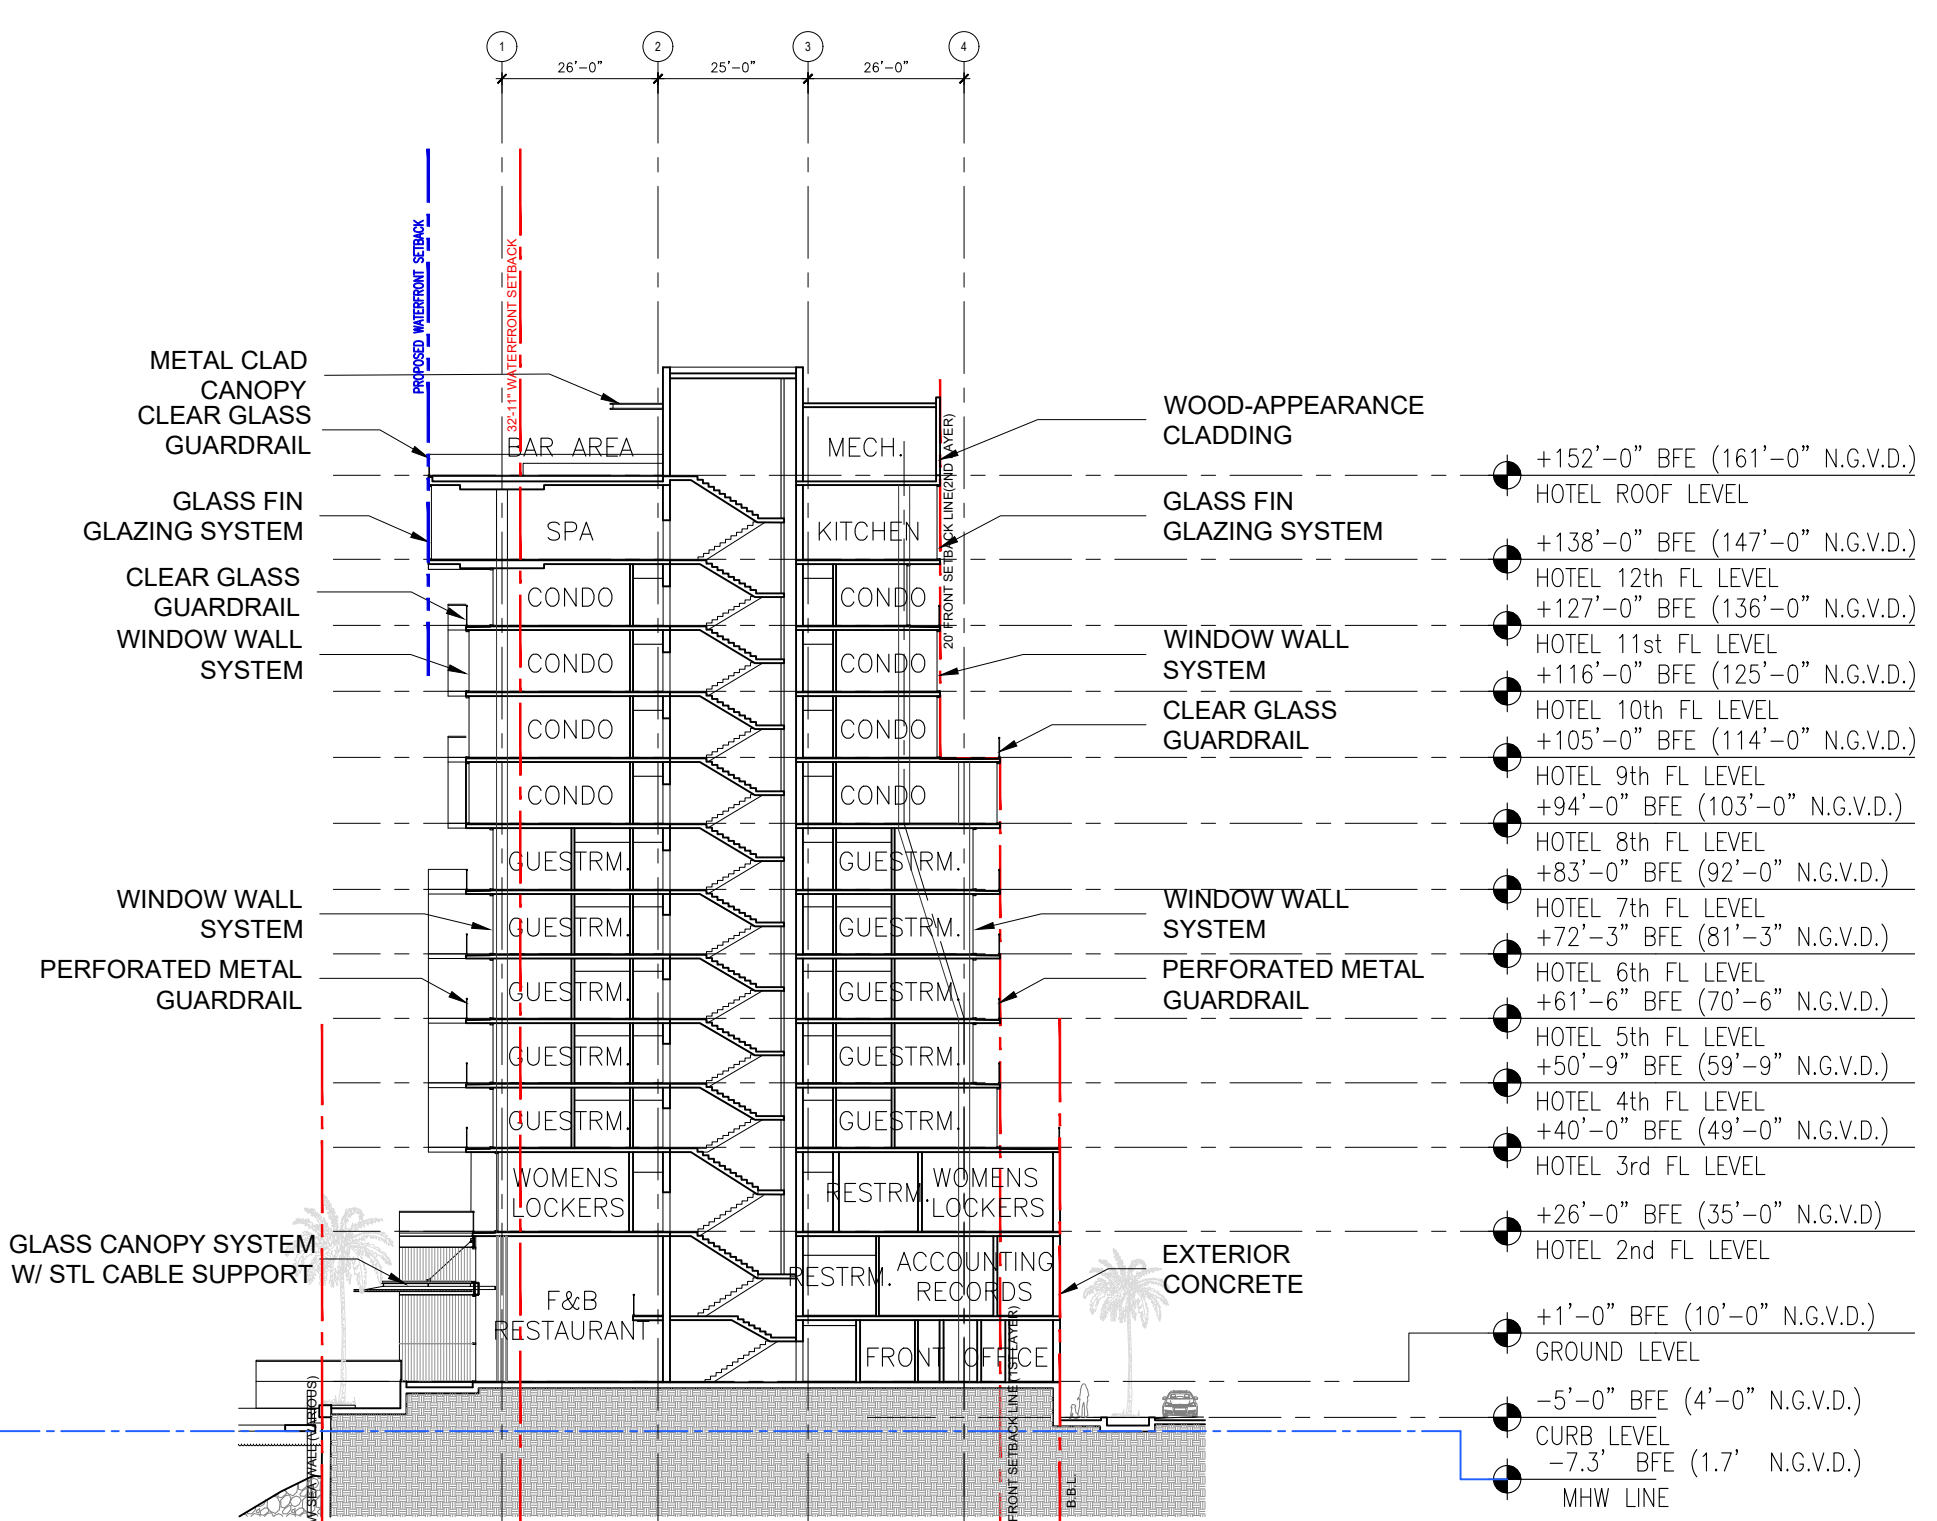 1
2
3
4
26'-0"
25'-0"
26'-0"
PROPOSED WATERFRONT SETBACK
32'-11" WATERFRONT SETBACK
METAL CLAD
CANOPY
CLEAR GLASS
GUARDRAIL
GLASS FIN
GLAZING SYSTEM
CLEAR GLASS
GUARDRAIL
WINDOW WALL
SYSTEM
WINDOW WALL
SYSTEM
PERFORATED METAL
GUARDRAIL
GLASS CANOPY SYSTEM
W/ STL CABLE SUPPORT
BAR AREA
MECH.
SPA
KITCHEN
CONDO
CONDO
CONDO
CONDO
CONDO
CONDO
CONDO
CONDO
GUESTRM.
GUESTRM.
GUESTRM.
GUESTRM.
GUESTRM.
GUESTRM.
GUESTRM.
GUESTRM.
GUESTRM.
GUESTRM.
WOMENS
LOCKERS
RESTRM.
WOMENS
LOCKERS
F&B
RESTAURANT
RESTRM.
ACCOUNTING
RECORDS
FRONT OFFICE
20' FRONT SETBACK LINE(2ND LAYER)
FRONT SETBACK LINE (1ST LAYER)
B.B.L.
SEA WALL (VARIOUS)
WOOD-APPEARANCE
CLADDING
GLASS FIN
GLAZING SYSTEM
WINDOW WALL
SYSTEM
CLEAR GLASS
GUARDRAIL
WINDOW WALL
SYSTEM
PERFORATED METAL
GUARDRAIL
EXTERIOR
CONCRETE
+152'-0" BFE (161'-0" N.G.V.D.)
HOTEL ROOF LEVEL
+138'-0" BFE (147'-0" N.G.V.D.)
HOTEL 12th FL LEVEL
+127'-0" BFE (136'-0" N.G.V.D.)
HOTEL 11st FL LEVEL
+116'-0" BFE (125'-0" N.G.V.D.)
HOTEL 10th FL LEVEL
+105'-0" BFE (114'-0" N.G.V.D.)
HOTEL 9th FL LEVEL
+94'-0" BFE (103'-0" N.G.V.D.)
HOTEL 8th FL LEVEL
+83'-0" BFE (92'-0" N.G.V.D.)
HOTEL 7th FL LEVEL
+72'-3" BFE (81'-3" N.G.V.D.)
HOTEL 6th FL LEVEL
+61'-6" BFE (70'-6" N.G.V.D.)
HOTEL 5th FL LEVEL
+50'-9" BFE (59'-9" N.G.V.D.)
HOTEL 4th FL LEVEL
+40'-0" BFE (49'-0" N.G.V.D.)
HOTEL 3rd FL LEVEL
+26'-0" BFE (35'-0" N.G.V.D)
HOTEL 2nd FL LEVEL
+1'-0" BFE (10'-0" N.G.V.D.)
GROUND LEVEL
-5'-0" BFE (4'-0" N.G.V.D.)
CURB LEVEL
-7.3' BFE (1.7' N.G.V.D.)
MHW LINE